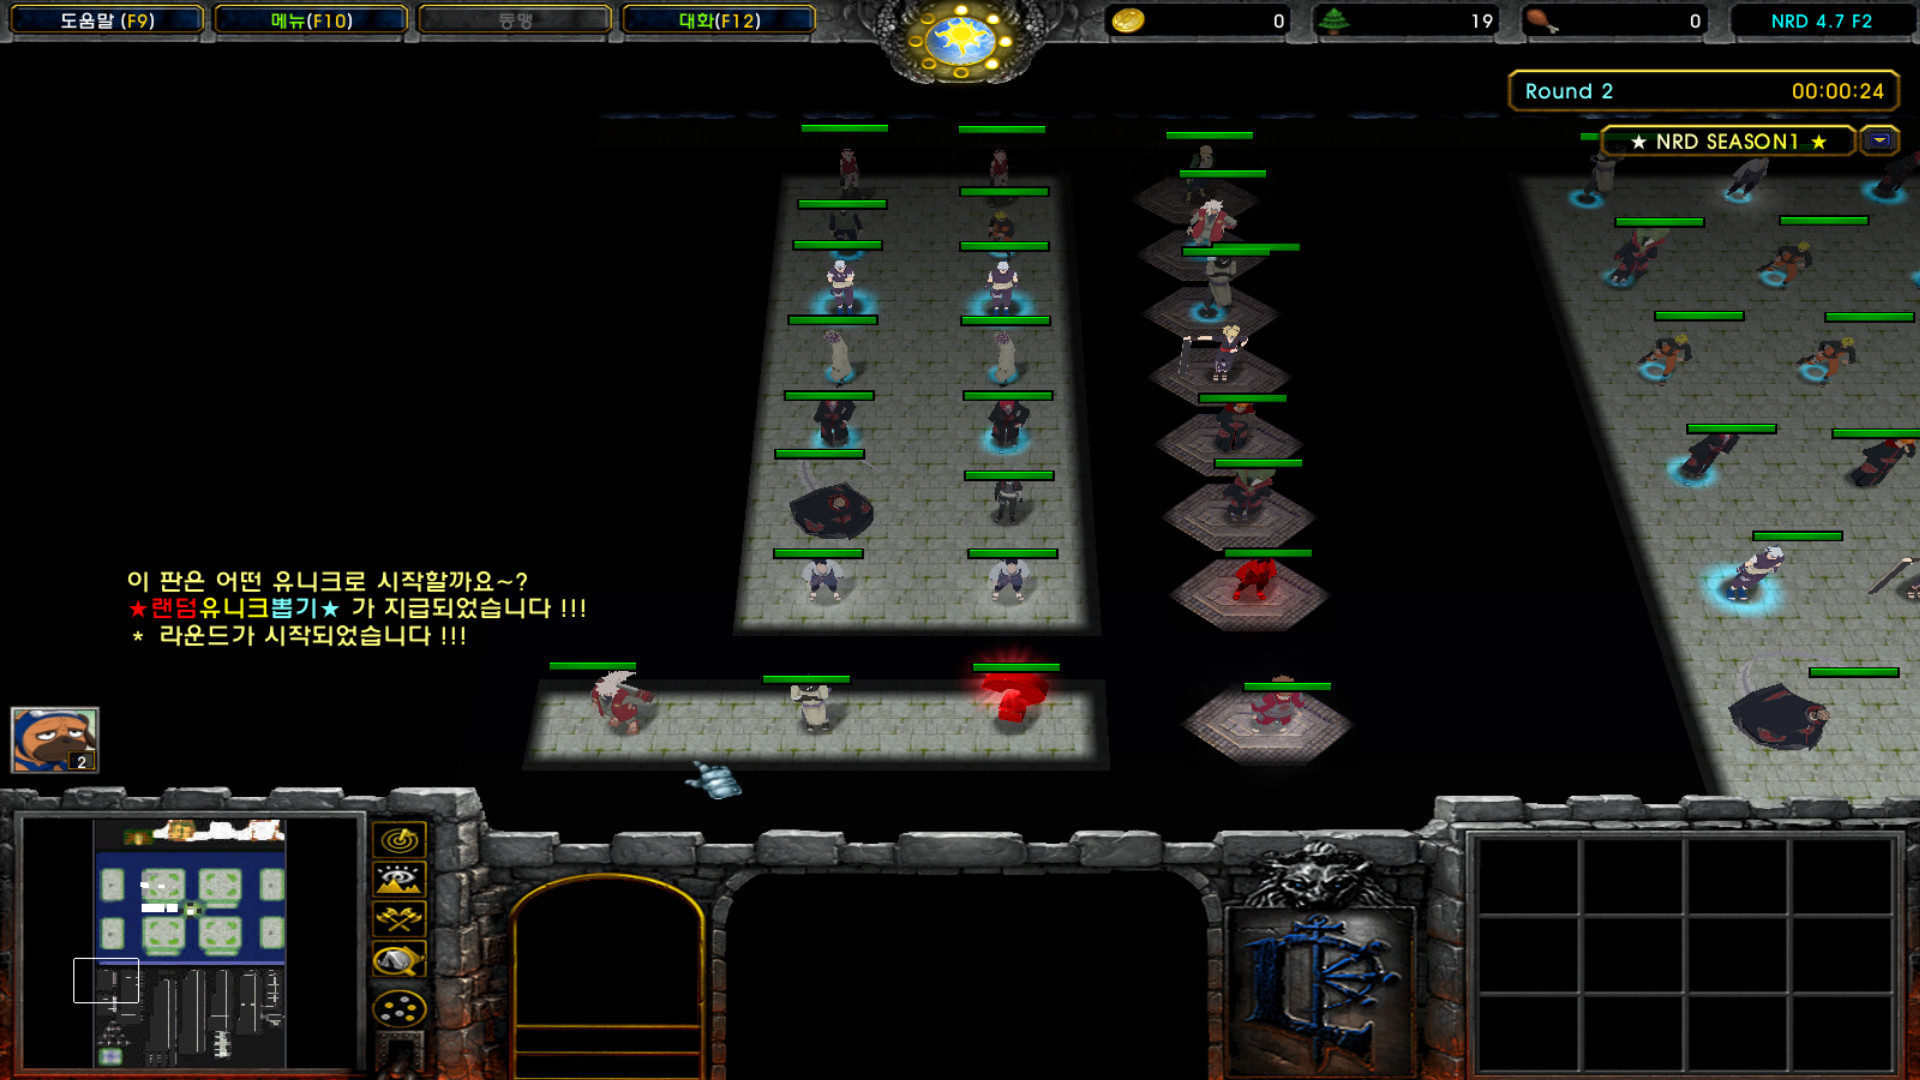 도움말 (F9)
메뉴(F10)
동맹
대화(F12)
0
19
0
NRD 4.7 F2
Round 2
00:00:24
★ NRD SEASON1 ★
이 판은 어떤 유니크로 시작할까요~?
★랜덤유니크뽑기★ 가 지급되었습니다 !!!
* 라운드가 시작되었습니다 !!!
2